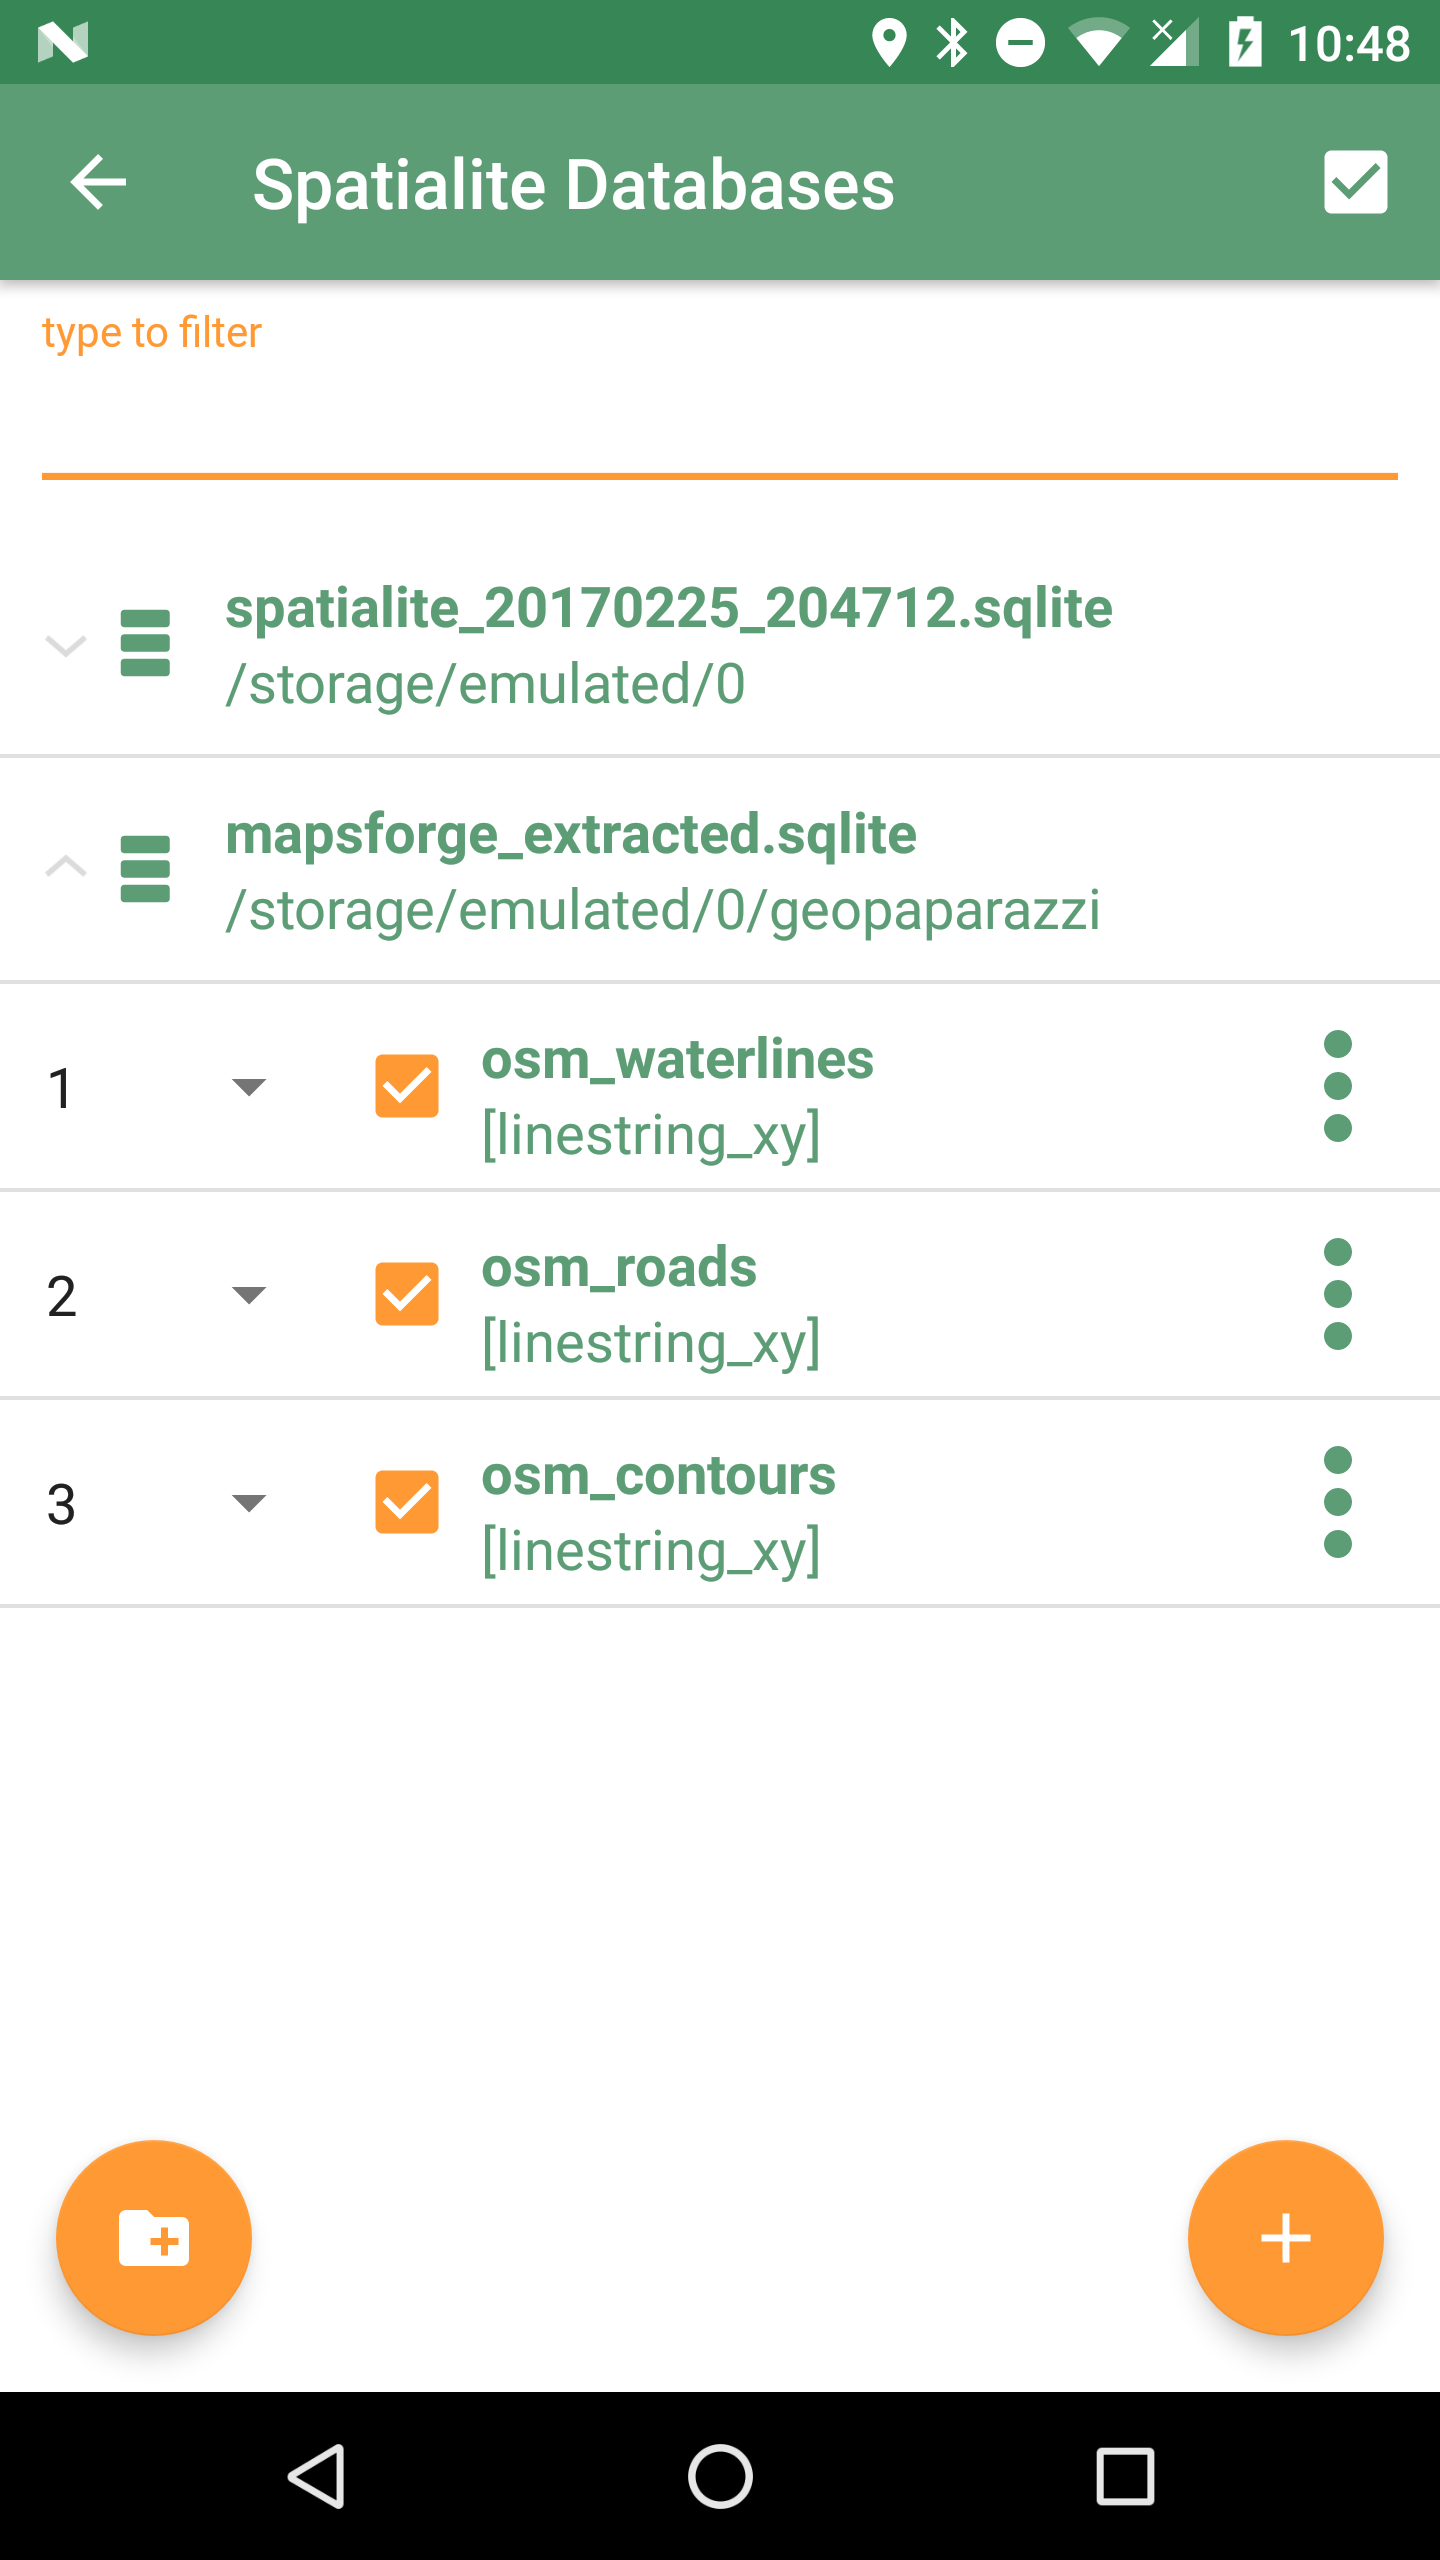 10:48
Spatialite Databases
type to filter
spatialite_20170225_204712.sqlite
/storage/emulated/0
mapsforge_extracted.sqlite
/storage/emulated/0/geopaparazzi
1
osm_waterlines
[linestring_xy]
2
osm_roads
[linestring_xy]
3
osm_contours
[linestring_xy]